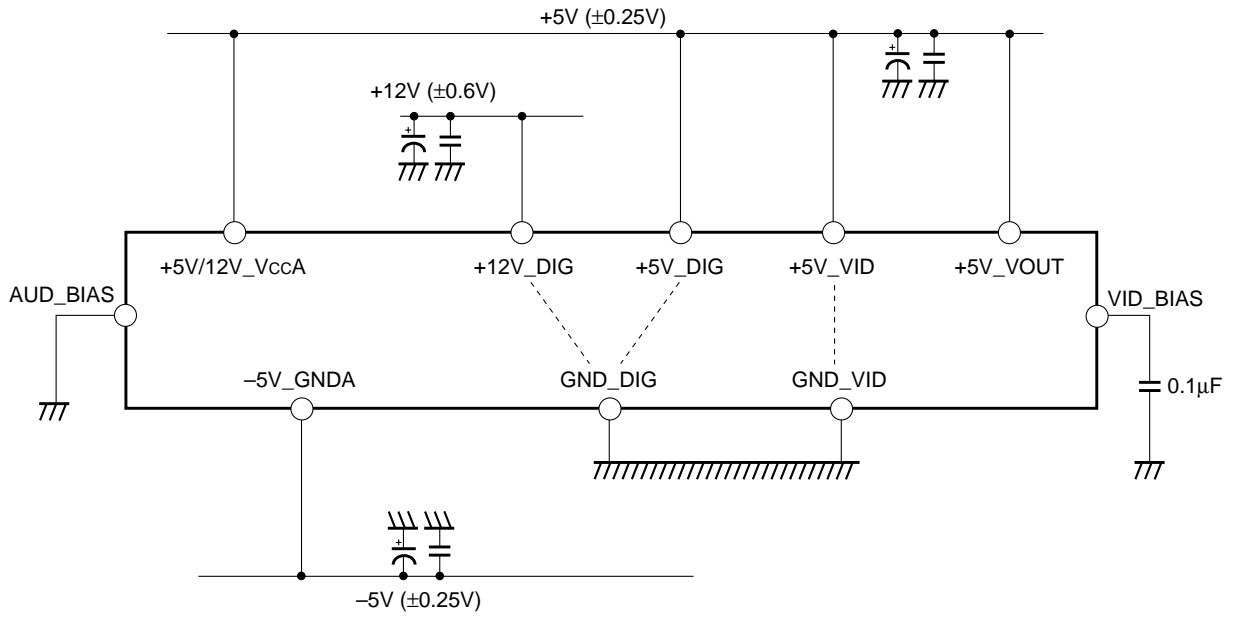 +5V (±0.25V)
+
+12V (±0.6V)
+
+5V/12V_VccA
+12V_DIG
+5V_DIG
+5V_VID
+5V_VOUT
AUD_BIAS
VID_BIAS
–5V_GNDA
GND_DIG
GND_VID
0.1μF
+
–5V (±0.25V)